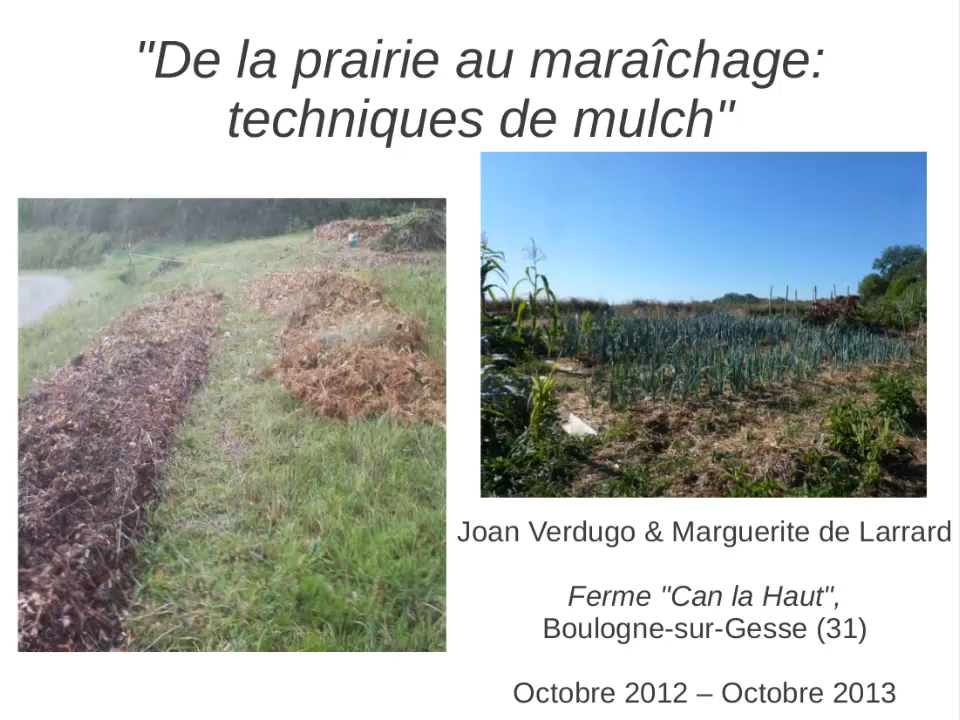 "De la prairie au maraîchage:
techniques de mulch"
Joan Verdugo & Marguerite de Larrard
Ferme "Can la Haut",
Boulogne-sur-Gesse (31)
Octobre 2012 – Octobre 2013